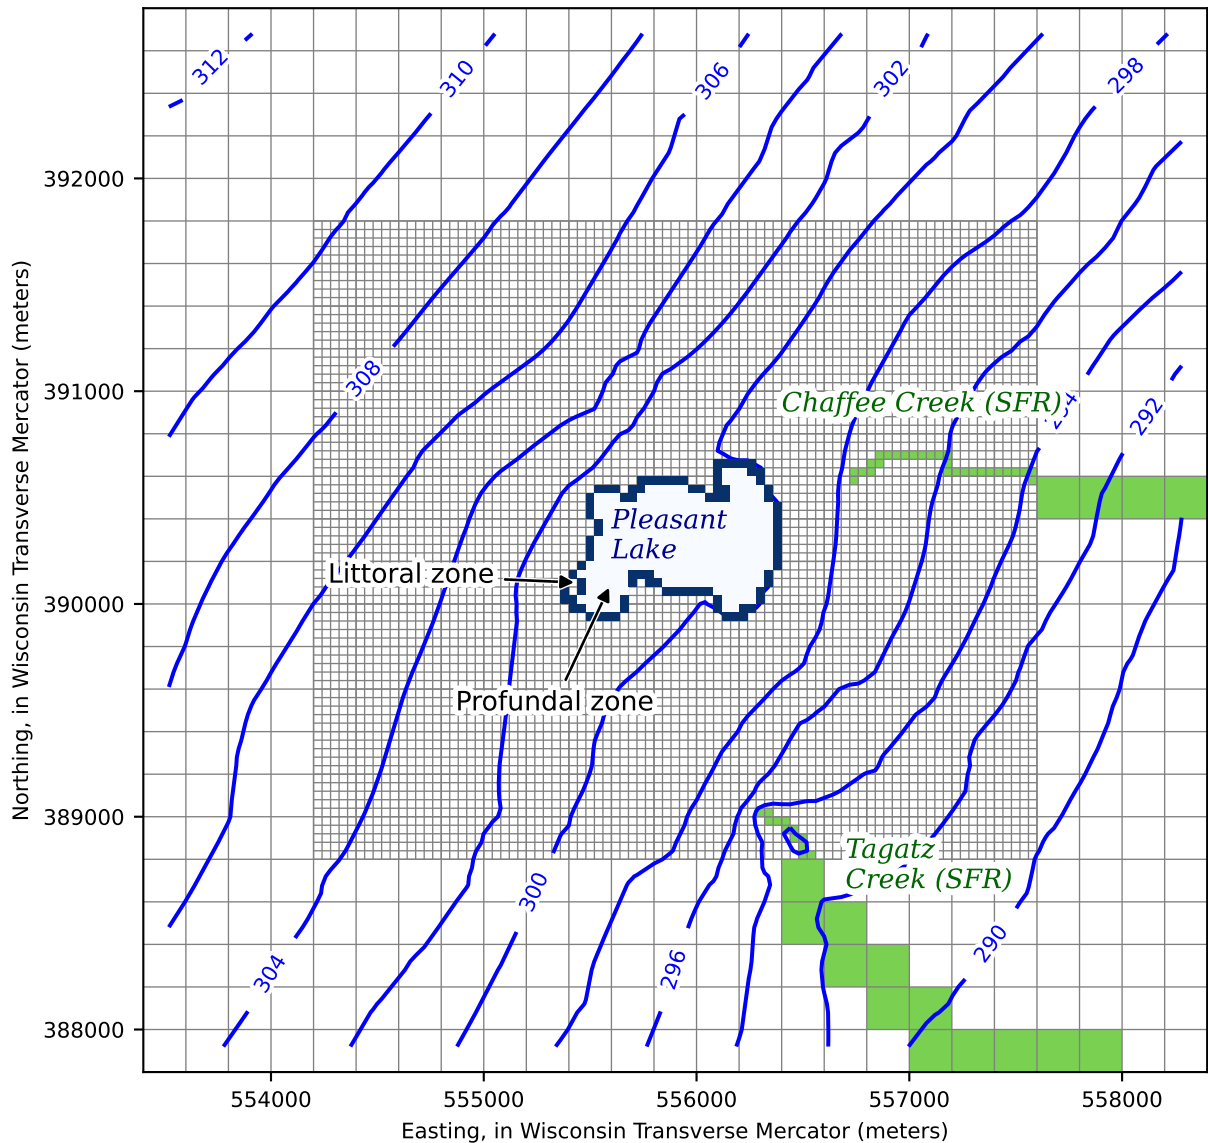 312
310
306
302
298
392000
308
391000
Chaffee Creek (SFR)
294
292
Pleasant
Lake
Littoral zone
390000
Profundal zone
389000
Tagatz
Creek (SFR)
300
304
296
290
388000
554000
555000
556000
557000
558000
Easting, in Wisconsin Transverse Mercator (meters)
Northing, in Wisconsin Transverse Mercator (meters)